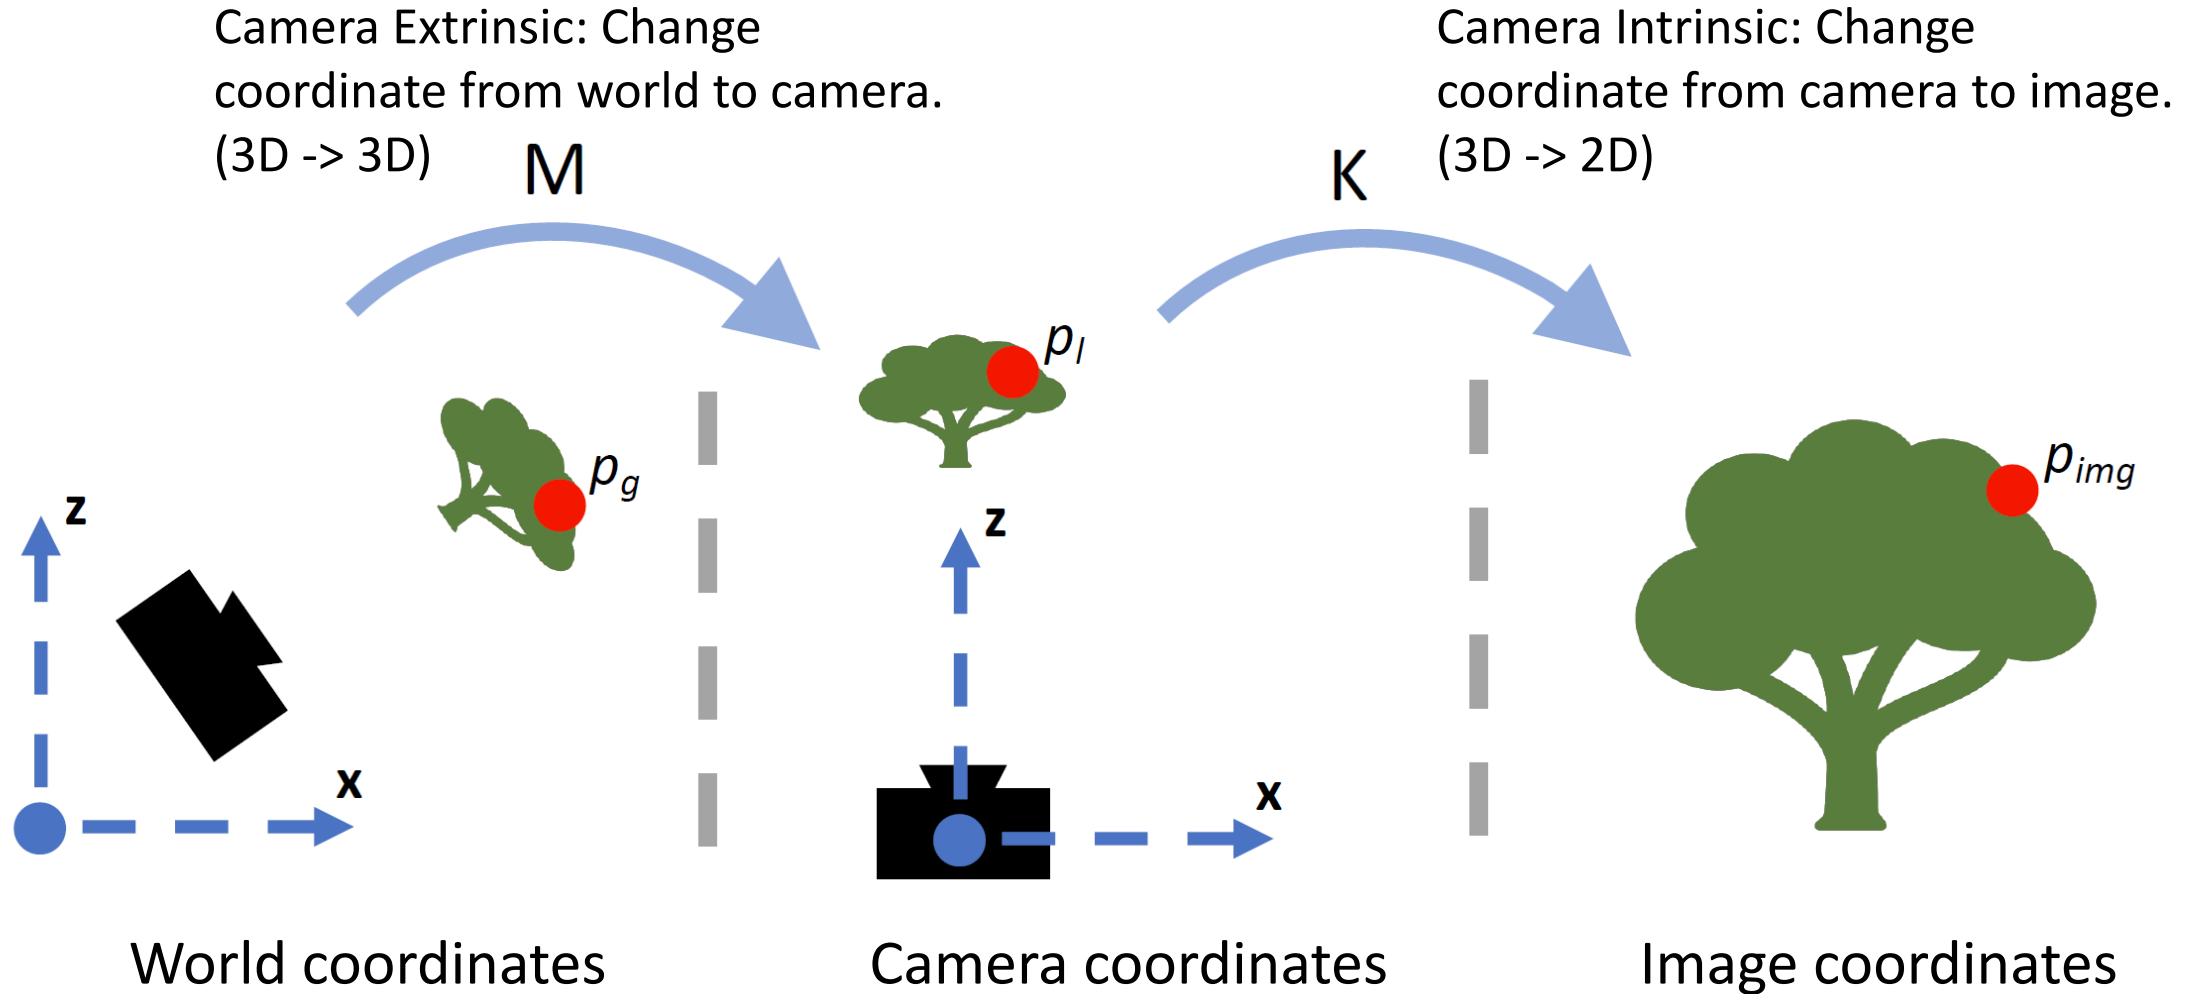 Camera Extrinsic: Change
coordinate from world to camera.
(3D -> 3D)
M
Camera Intrinsic: Change
coordinate from camera to image.
(3D -> 2D)
K
p_g
z
x
p_l
z
x
p_img
World coordinates
Camera coordinates
Image coordinates